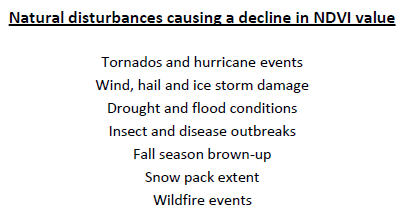 Natural disturbances causing a decline in NDVI value
Tornados and hurricane events
Wind, hail and ice storm damage
Drought and flood conditions
Insect and disease outbreaks
Fall season brown-up
Snow pack extent
Wildfire events